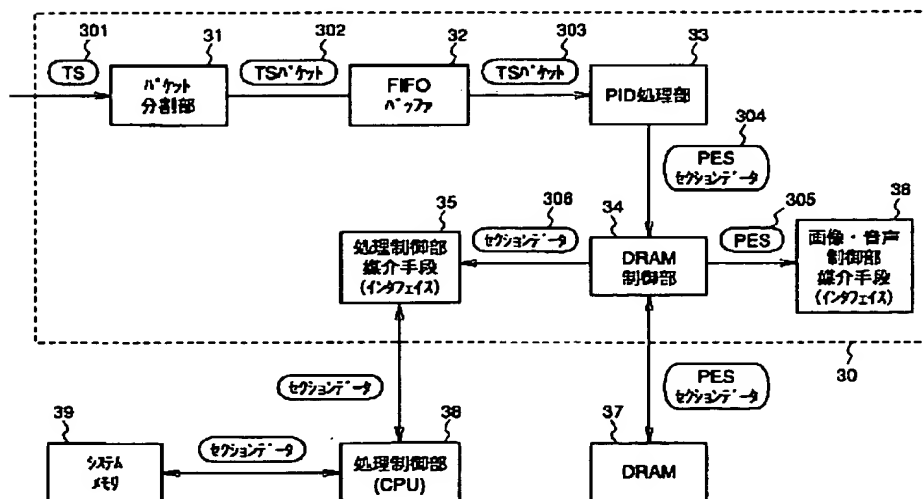 301
31
302
32
303
33
TS
パケット
分割部
TSパケット
FIFO
バッファ
TSパケット
PID処理部
304
PES
セクションデータ
35
306
34
305
36
処理制御部
媒介手段
(インタフェイス)
セクションデータ
DRAM
制御部
PES
画像・音声
制御部
媒介手段
(インタフェイス)
30
セクションデータ
PES
セクションデータ
39
38
37
システム
メモリ
セクションデータ
処理制御部
(CPU)
DRAM